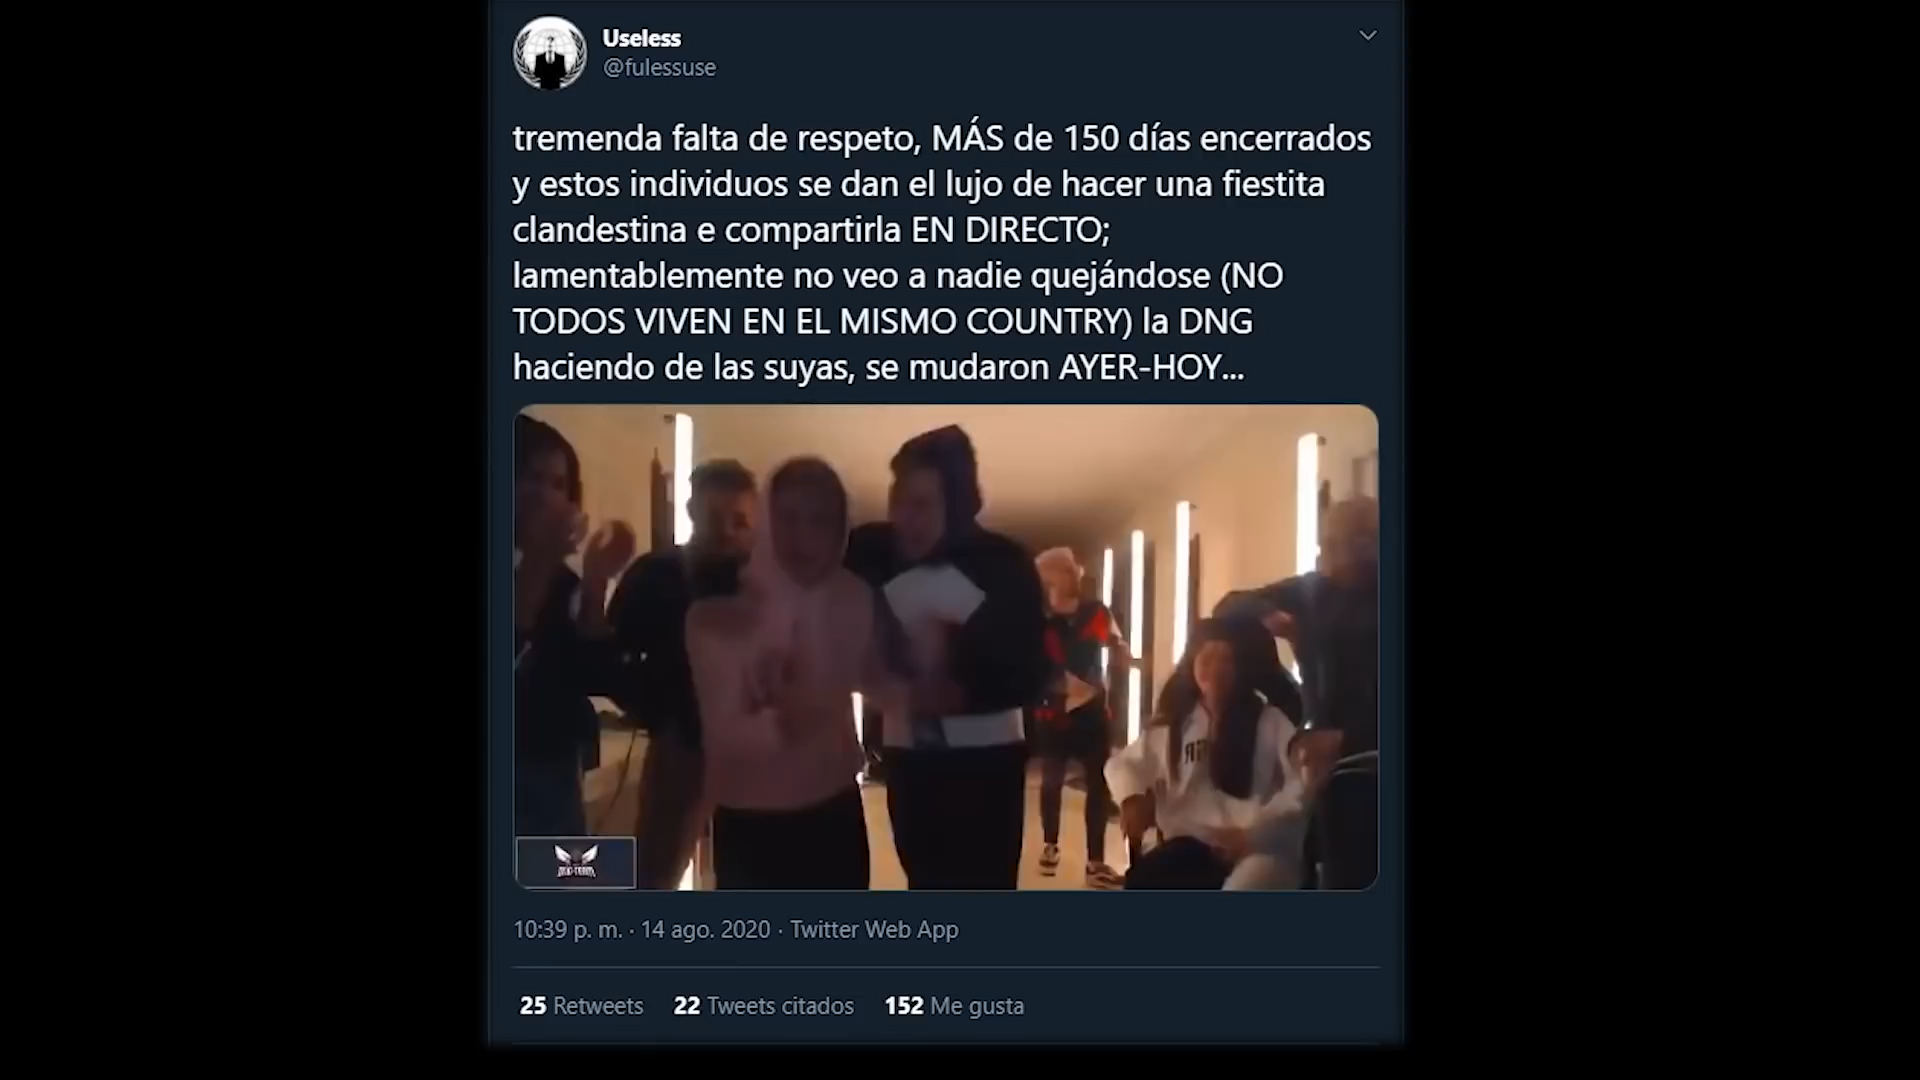 Useless
@fulessuse
tremenda falta de respeto, MÁS de 150 días encerrados
y estos individuos se dan el lujo de hacer una fiestita
clandestina e compartirla EN DIRECTO;
lamentablemente no veo a nadie quejándose (NO
TODOS VIVEN EN EL MISMO COUNTRY) la DNG
haciendo de las suyas, se mudaron AYER-HOY...
10:39 p. m. · 14 ago. 2020 · Twitter Web App
25 Retweets 22 Tweets citados 152 Me gusta